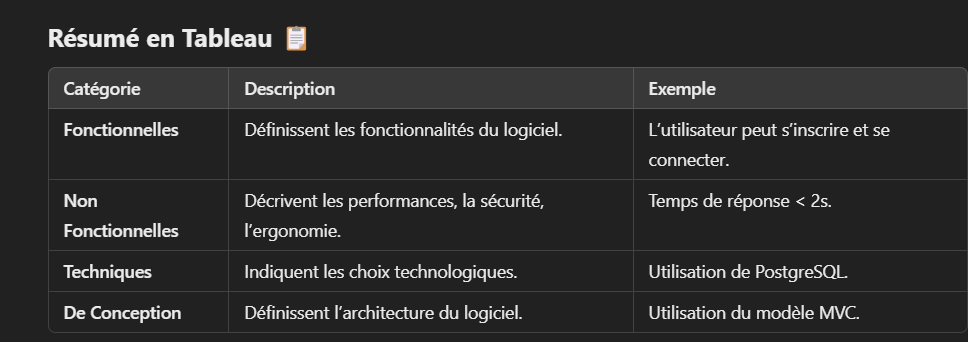 Résumé en Tableau 📋
Catégorie Description Exemple
Fonctionnelles Définissent les fonctionnalités du logiciel. L’utilisateur peut s’inscrire et se
connecter.
Non Décrivent les performances, la sécurité, Temps de réponse < 2s.
Fonctionnelles l’ergonomie.
Techniques Indiquent les choix technologiques. Utilisation de PostgreSQL.
De Conception Définissent l’architecture du logiciel. Utilisation du modèle MVC.